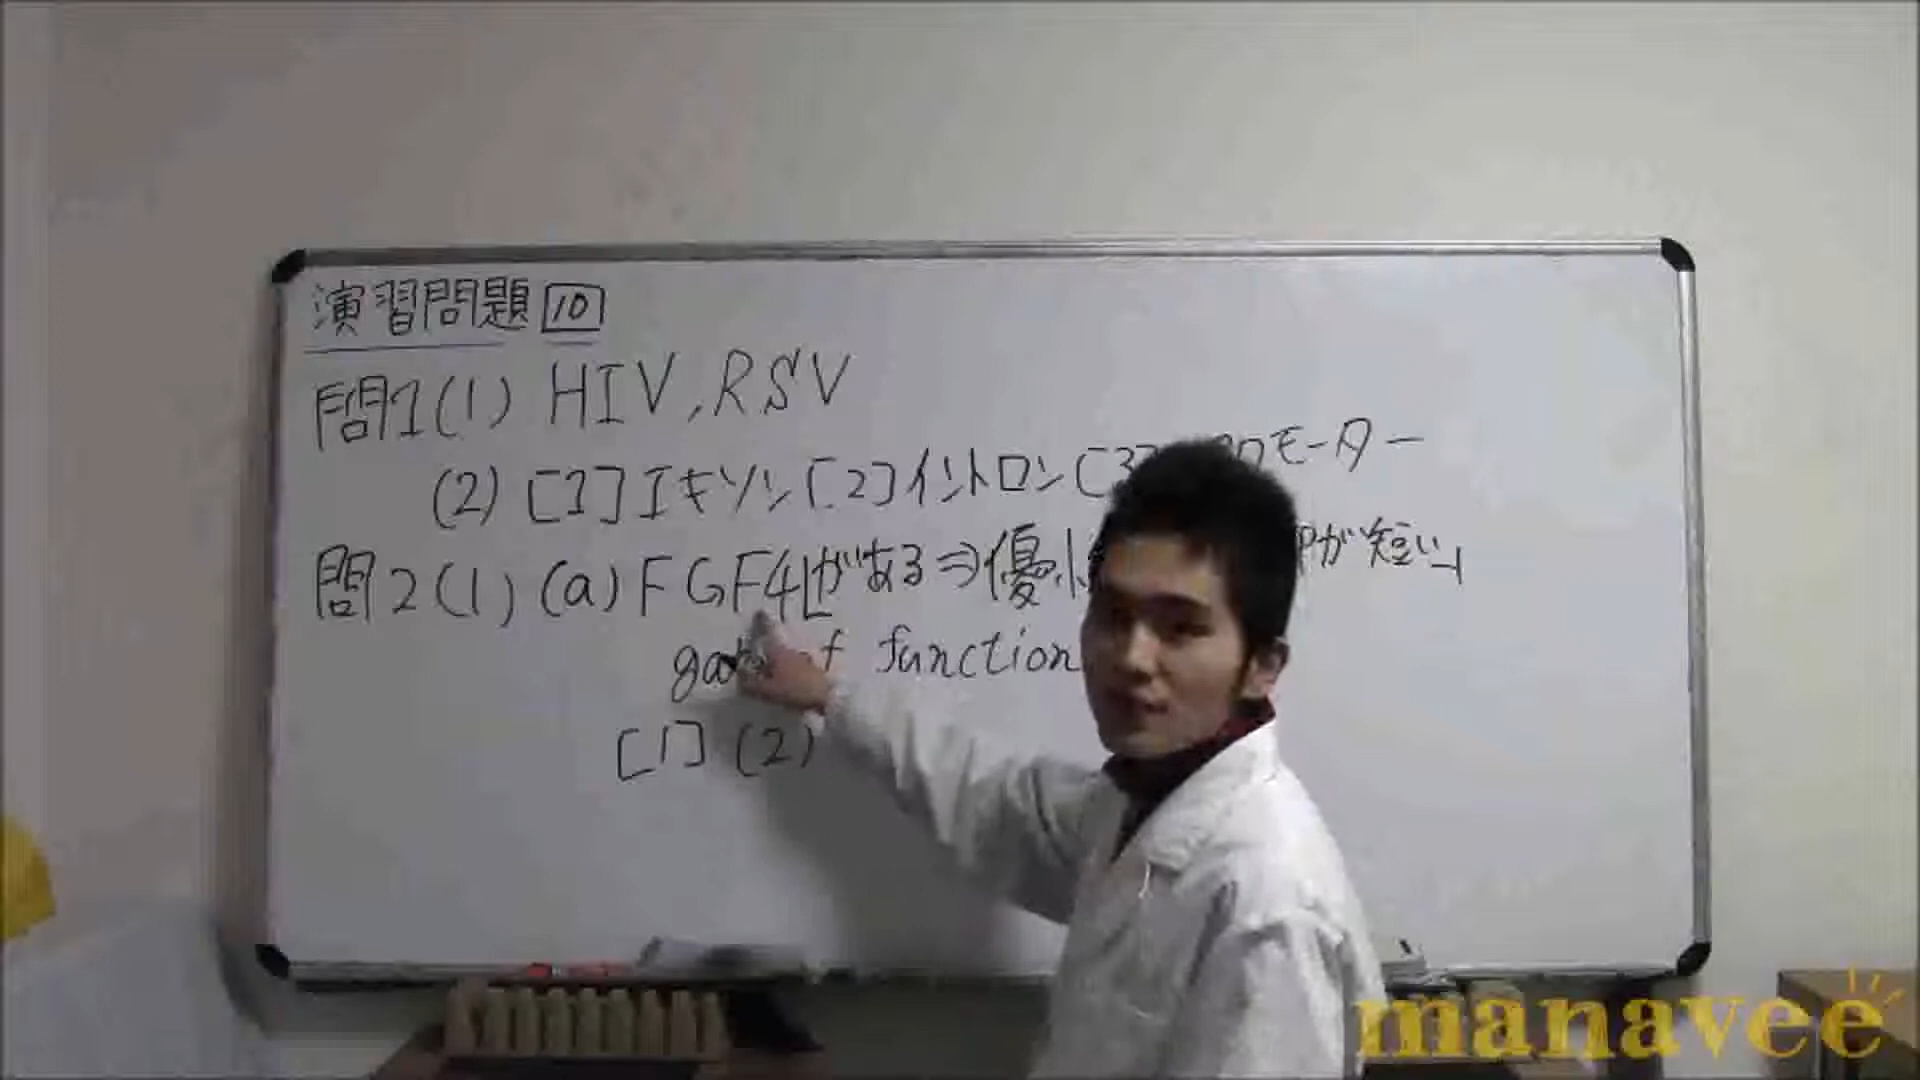 演習問題 10
問1(1) HIV, RSV
(2) [1]エキソン[2]イントロン[3]プロモーター
問2(1) (a) FGF4Lがある⇒優 が短い
function
[1] (2)
manavee